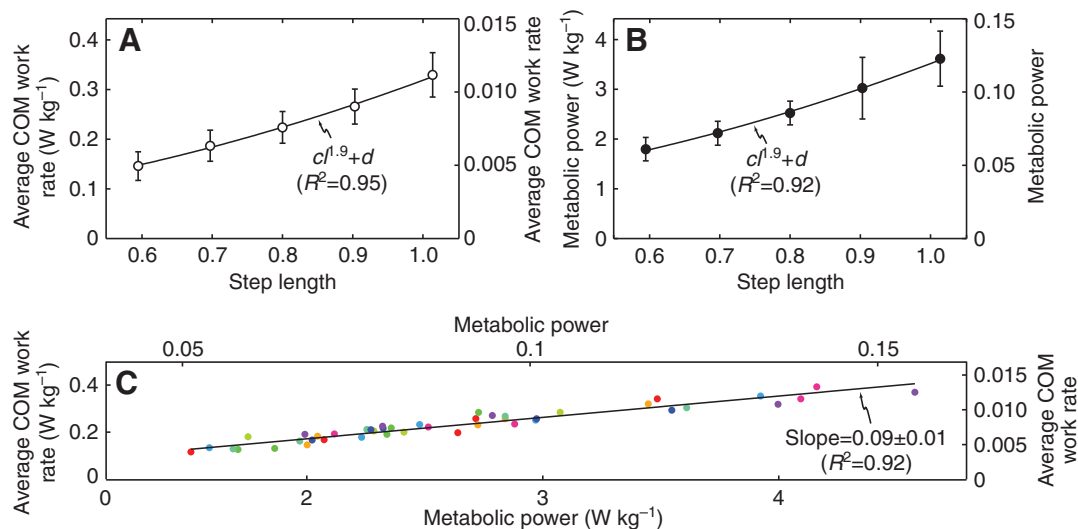 A
Average COM work
rate (W kg⁻¹)
0.4
0.3
0.2
0.1
0
0.015
0.010
0.005
0
Average COM work rate
cl¹·⁹+d
(R²=0.95)
0.6 0.7 0.8 0.9 1.0
Step length
B
Metabolic power (W kg⁻¹)
4
3
2
1
0
0.15
0.10
0.05
0
Metabolic power
cl¹·⁹+d
(R²=0.92)
0.6 0.7 0.8 0.9 1.0
Step length
Metabolic power
0.05 0.1 0.15
C
Average COM work
rate (W kg⁻¹)
0.4
0.2
0
0.015
0.010
0.005
0
Average COM
work rate
Slope=0.09±0.01
(R²=0.92)
0 2 3 4
Metabolic power (W kg⁻¹)